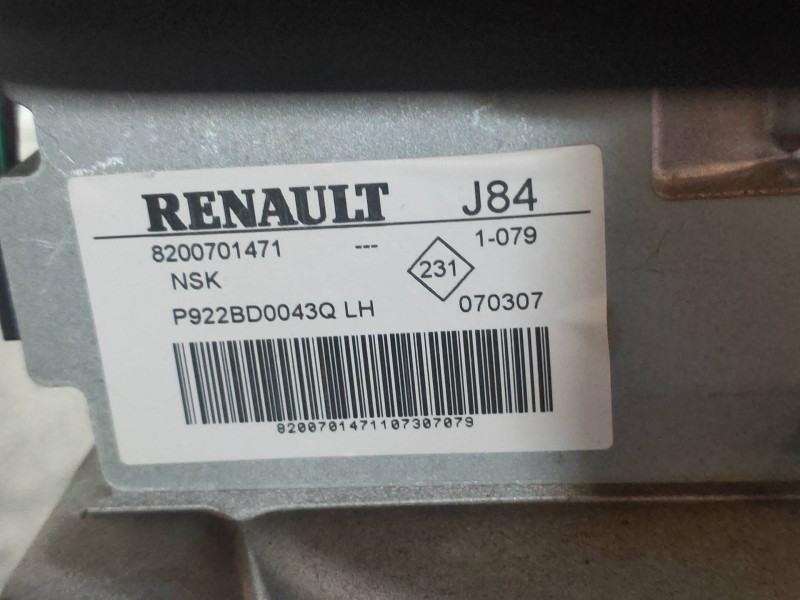 RENAULT J84
8200701471 --- 1-079
NSK 231
P922BD0043Q LH 070307
8200701471107307079